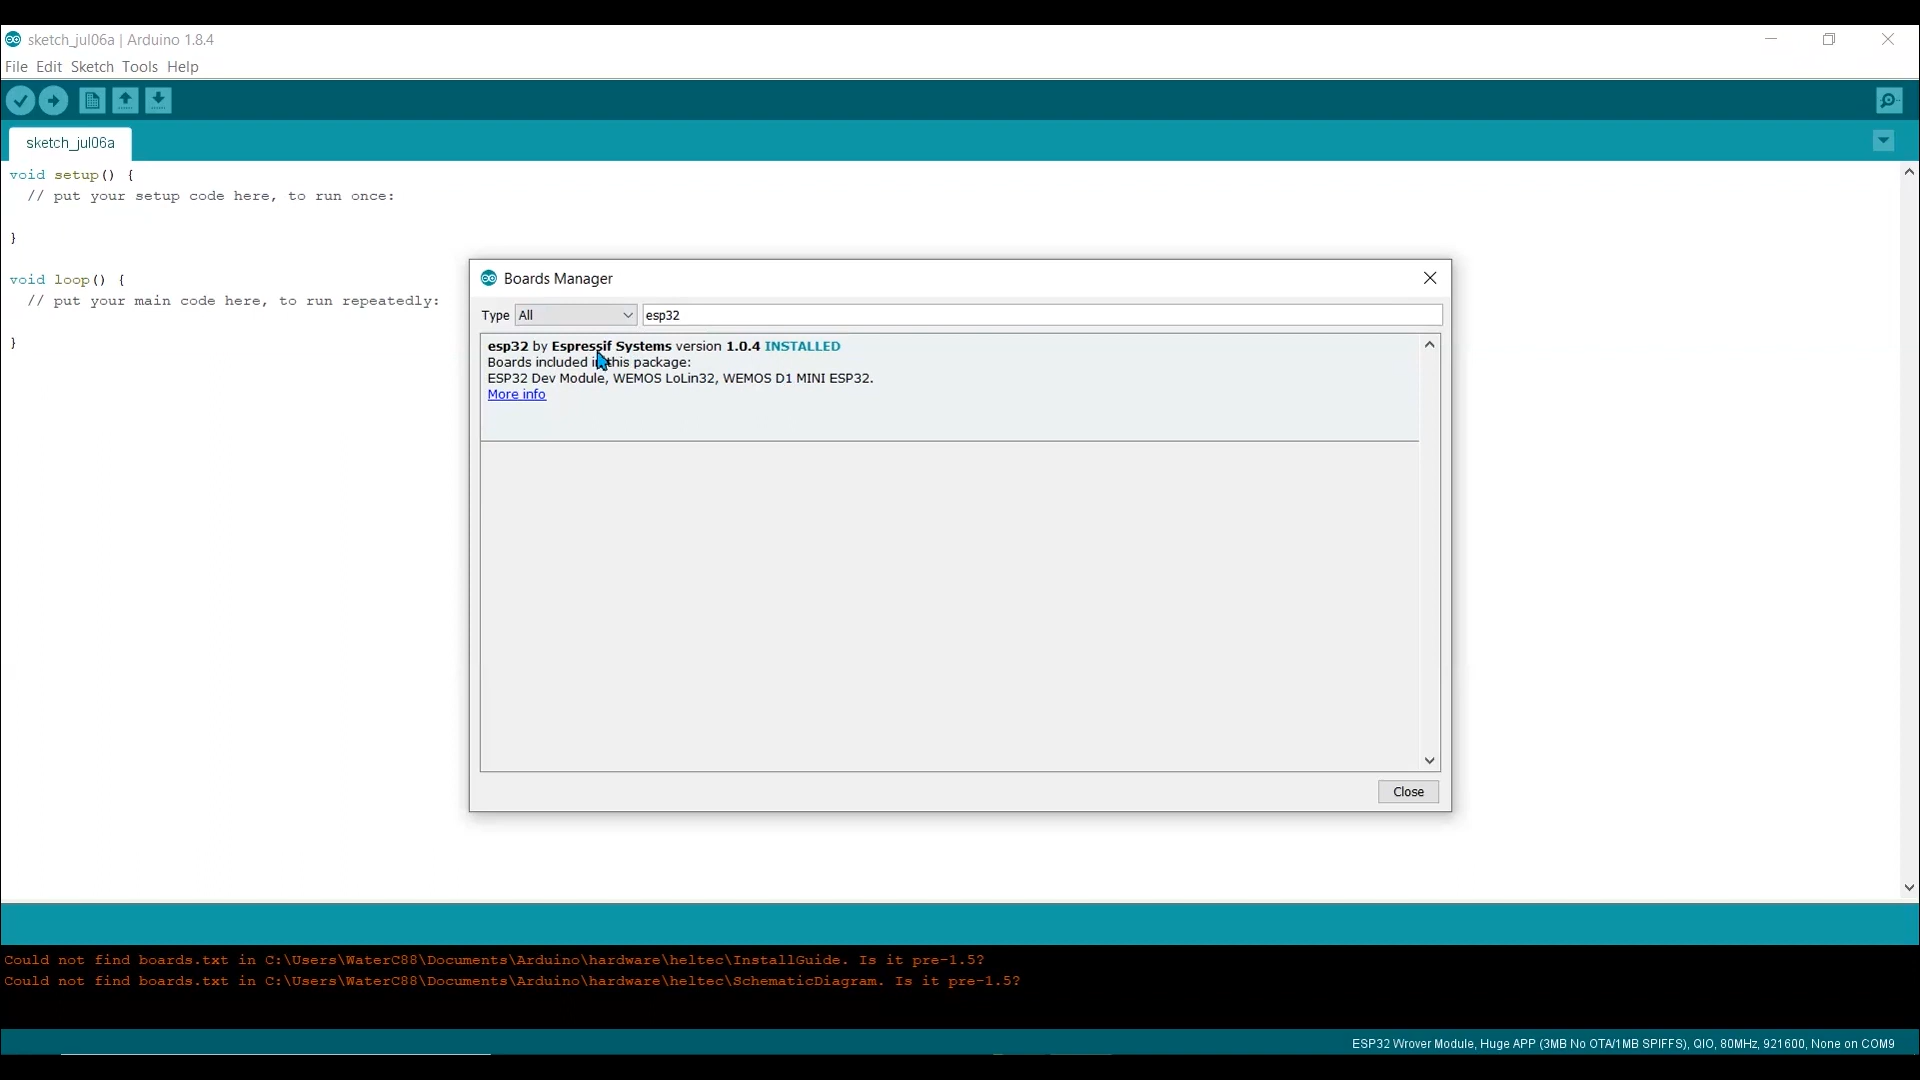 sketch_jul06a | Arduino 1.8.4
File Edit Sketch Tools Help
sketch_jul06a
void setup() {
// put your setup code here, to run once:
}
void loop() {
// put your main code here, to run repeatedly:
}
Boards Manager
Type All esp32
esp32 by Espressif Systems version 1.0.4 INSTALLED
Boards included in this package:
ESP32 Dev Module, WEMOS LoLin32, WEMOS D1 MINI ESP32.
More info
Close
Could not find boards.txt in C:\Users\WaterC88\Documents\Arduino\hardware\heltec\InstallGuide. Is it pre-1.5?
Could not find boards.txt in C:\Users\WaterC88\Documents\Arduino\hardware\heltec\SchematicDiagram. Is it pre-1.5?
ESP32 Wrover Module, Huge APP (3MB No OTA/1MB SPIFFS), QIO, 80MHz, 921600, None on COM9